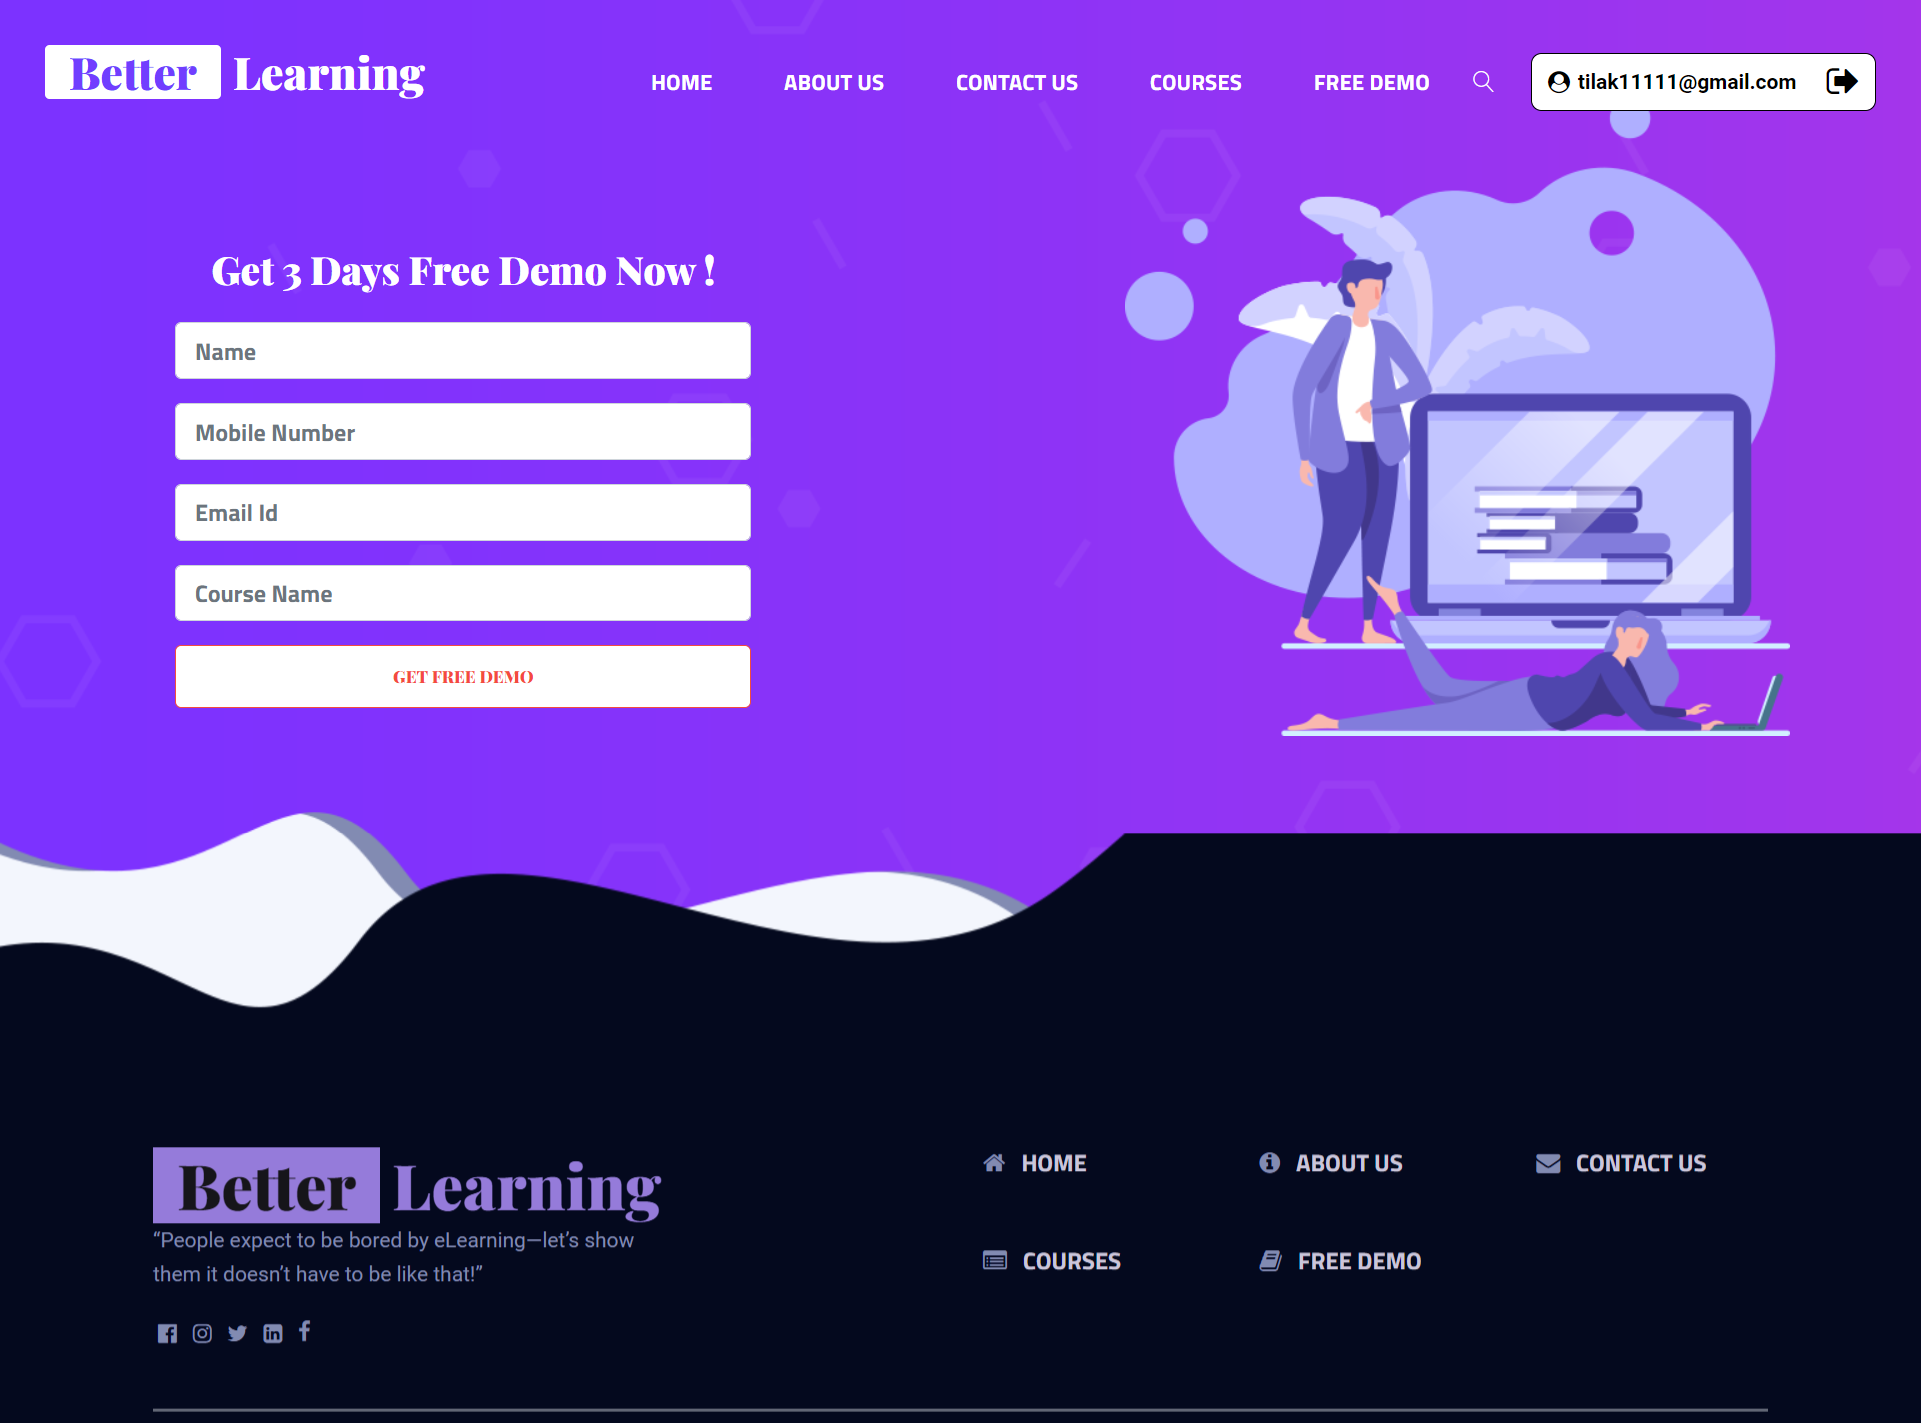 Better Learning
HOME
ABOUT US
CONTACT US
COURSES
FREE DEMO
tilak11111@gmail.com
Get 3 Days Free Demo Now !
Name
Mobile Number
Email Id
Course Name
GET FREE DEMO
Better Learning
“People expect to be bored by eLearning—let’s show
them it doesn’t have to be like that!”
HOME
ABOUT US
CONTACT US
COURSES
FREE DEMO